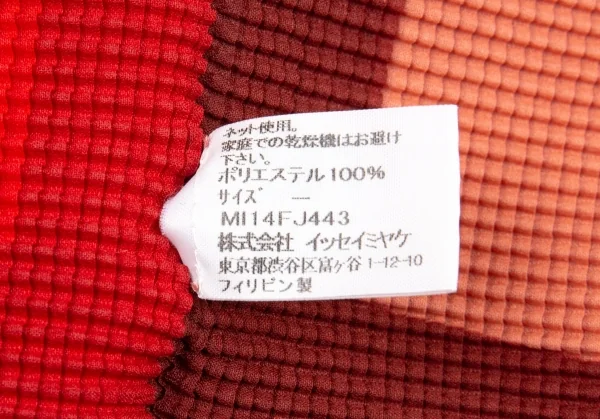 ネット使用。
家庭での乾燥機はお避け
下さい。
ポリエステル100%
サイズ ―
MI14FJ443
株式会社 イッセイミヤケ
東京都渋谷区富ヶ谷 1-12-10
フィリピン製